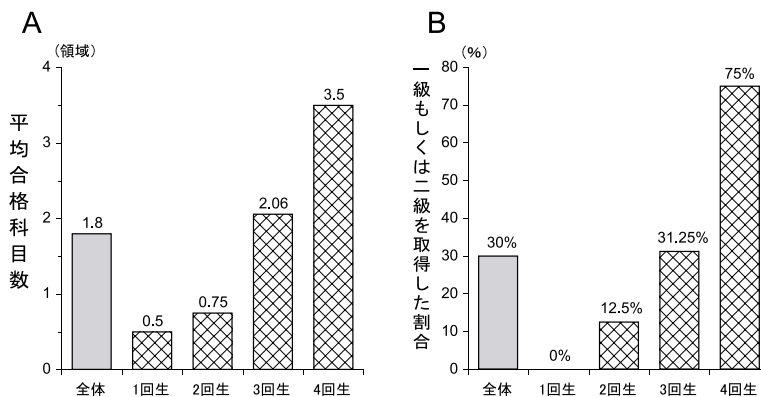 A
(領域)
平均合格科目数
4
3
2
1
0
1.8
0.5
0.75
2.06
3.5
全体
1回生
2回生
3回生
4回生
B
(%)
一級もしくは二級を取得した割合
80
70
60
50
40
30
20
10
0
30%
0%
12.5%
31.25%
75%
全体
1回生
2回生
3回生
4回生